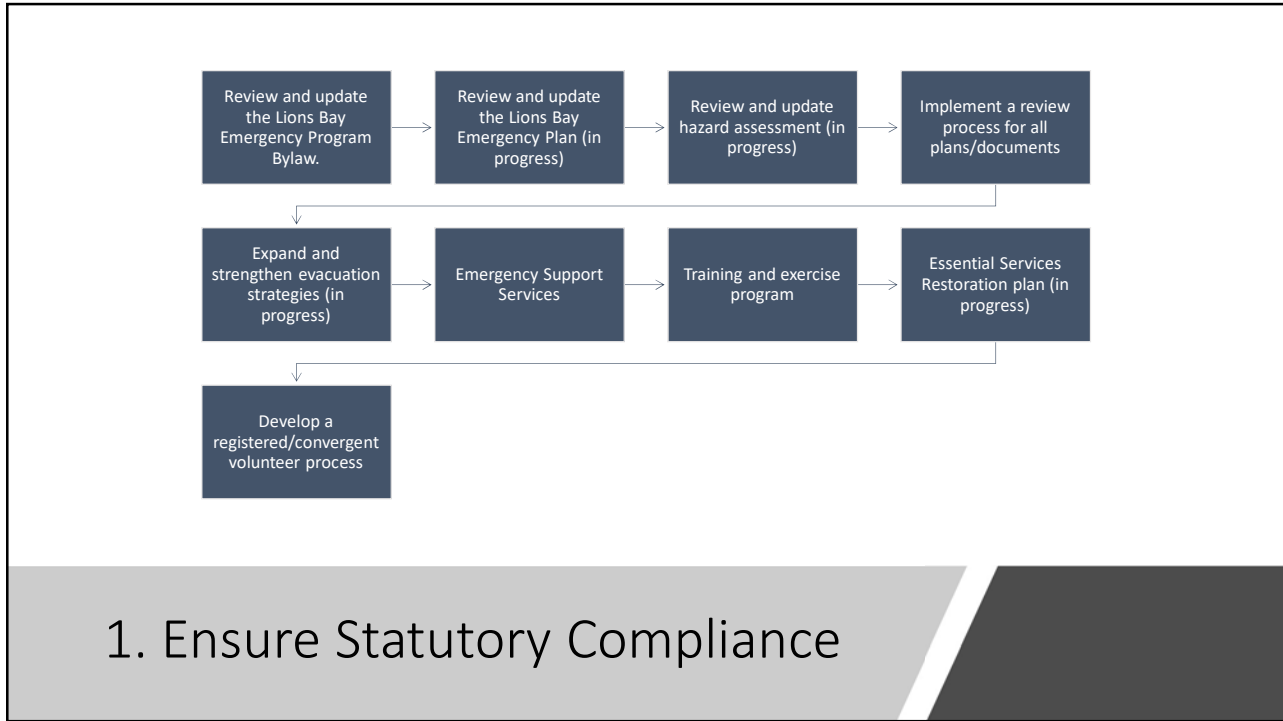 Review and update
the Lions Bay
Emergency Program
Bylaw.
Review and update
the Lions Bay
Emergency Plan (in
progress)
Review and update
hazard assessment (in
progress)
Implement a review
process for all
plans/documents
Expand and
strengthen evacuation
strategies (in
progress)
Emergency Support
Services
Training and exercise
program
Essential Services
Restoration plan (in
progress)
Develop a
registered/convergent
volunteer process
1. Ensure Statutory Compliance